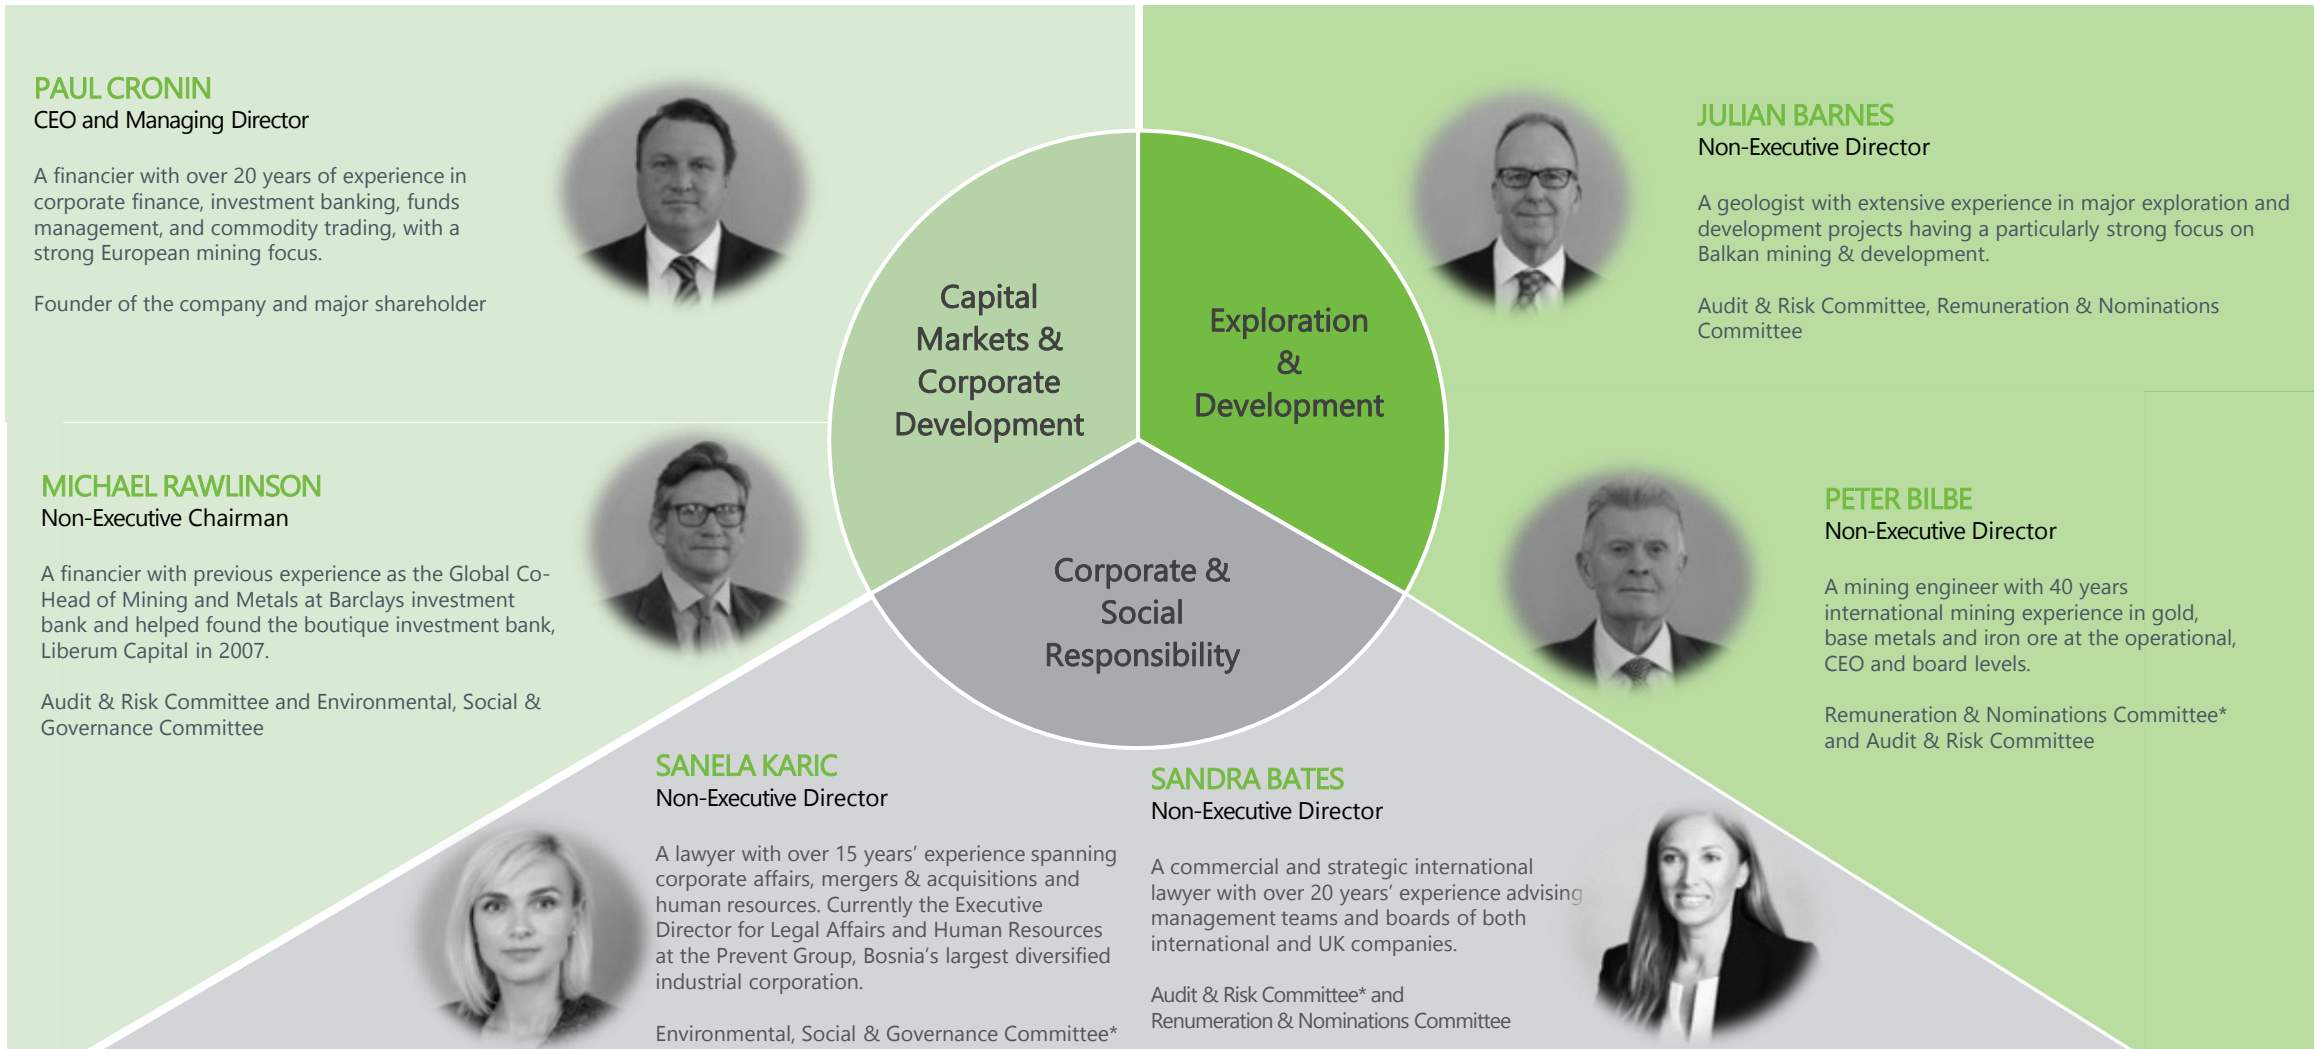 PAUL CRONIN
CEO and Managing Director
A financier with over 20 years of experience in
corporate finance, investment banking, funds
management, and commodity trading, with a
strong European mining focus.
Founder of the company and major shareholder
MICHAEL RAWLINSON
Non-Executive Chairman
A financier with previous experience as the Global Co-
Head of Mining and Metals at Barclays investment
bank and helped found the boutique investment bank,
Liberum Capital in 2007.
Audit & Risk Committee and Environmental, Social &
Governance Committee
Capital
Markets &
Corporate
Development
Exploration
&
Development
Corporate &
Social
Responsibility
JULIAN BARNES
Non-Executive Director
A geologist with extensive experience in major exploration and
development projects having a particularly strong focus on
Balkan mining & development.
Audit & Risk Committee, Remuneration & Nominations
Committee
PETER BILBE
Non-Executive Director
A mining engineer with 40 years
international mining experience in gold,
base metals and iron ore at the operational,
CEO and board levels.
Remuneration & Nominations Committee*
and Audit & Risk Committee
SANELA KARIC
Non-Executive Director
A lawyer with over 15 years’ experience spanning
corporate affairs, mergers & acquisitions and
human resources. Currently the Executive
Director for Legal Affairs and Human Resources
at the Prevent Group, Bosnia’s largest diversified
industrial corporation.
Environmental, Social & Governance Committee*
SANDRA BATES
Non-Executive Director
A commercial and strategic international
lawyer with over 20 years’ experience advising
management teams and boards of both
international and UK companies.
Audit & Risk Committee* and
Renumeration & Nominations Committee